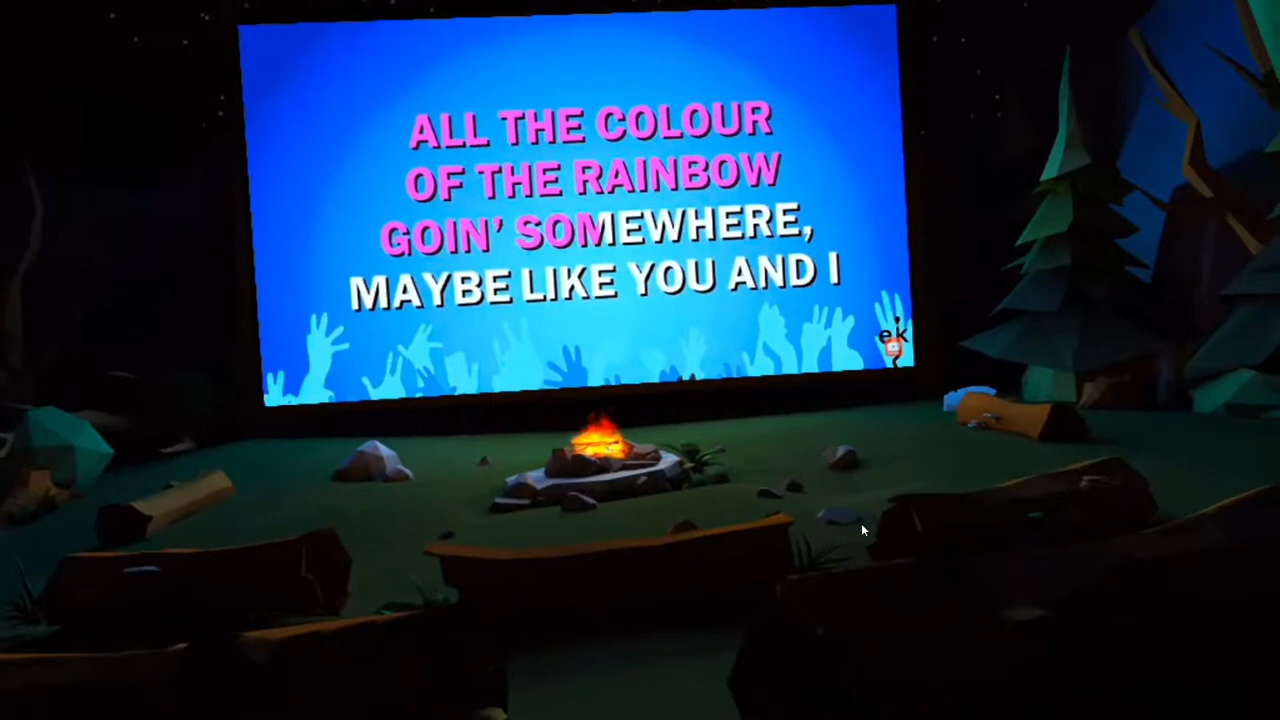 ALL THE COLOUR
OF THE RAINBOW
GOIN' SOMEWHERE,
MAYBE LIKE YOU AND I
ek